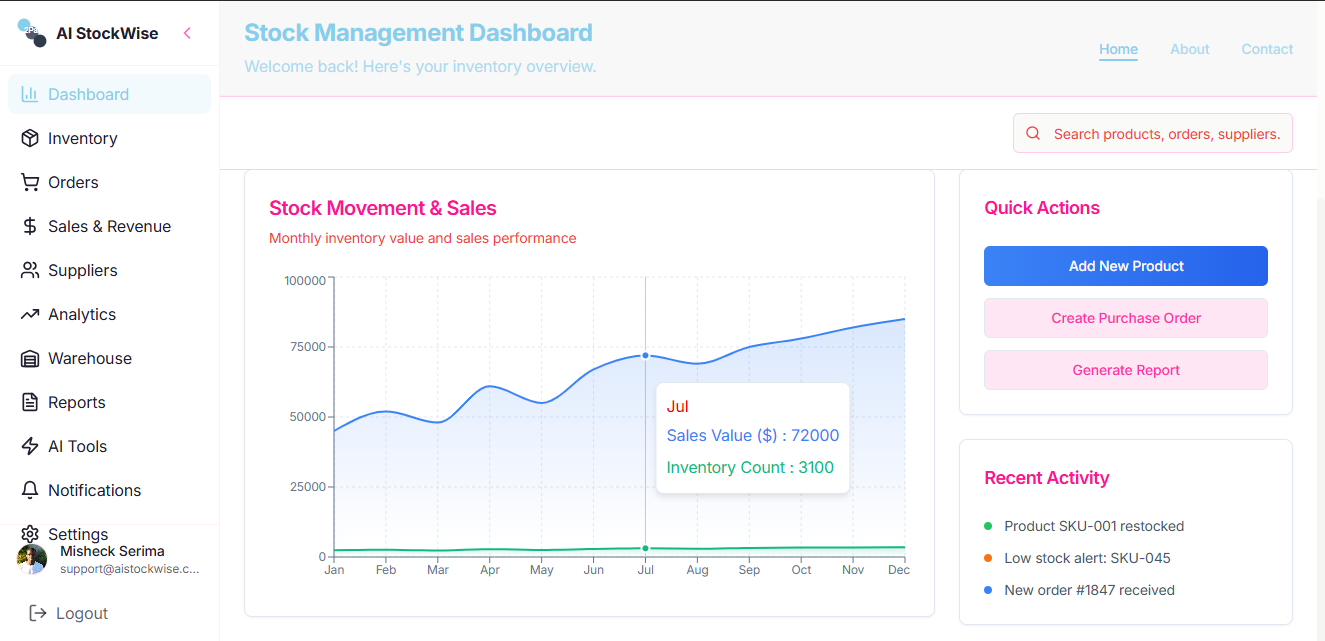 AI StockWise
Dashboard
Inventory
Orders
Sales & Revenue
Suppliers
Analytics
Warehouse
Reports
AI Tools
Notifications
Settings
Misheck Serima
support@aistockwise.c...
Logout
Stock Management Dashboard
Welcome back! Here's your inventory overview.
Home About Contact
Search products, orders, suppliers.
Stock Movement & Sales
Monthly inventory value and sales performance
100000
75000
50000
25000
0
Jan Feb Mar Apr May Jun Jul Aug Sep Oct Nov Dec
Jul
Sales Value ($) : 72000
Inventory Count : 3100
Quick Actions
Add New Product
Create Purchase Order
Generate Report
Recent Activity
Product SKU-001 restocked
Low stock alert: SKU-045
New order #1847 received